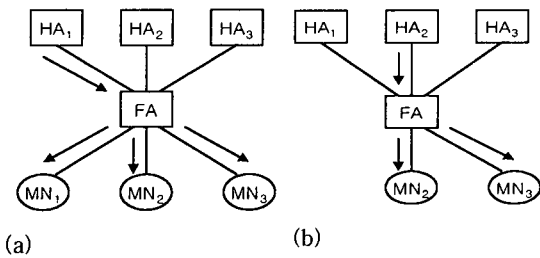 HA₁ HA₂ HA₃ HA₁ HA₂ HA₃
FA FA
MN₁ MN₂ MN₃ MN₂ MN₃
(a) (b)